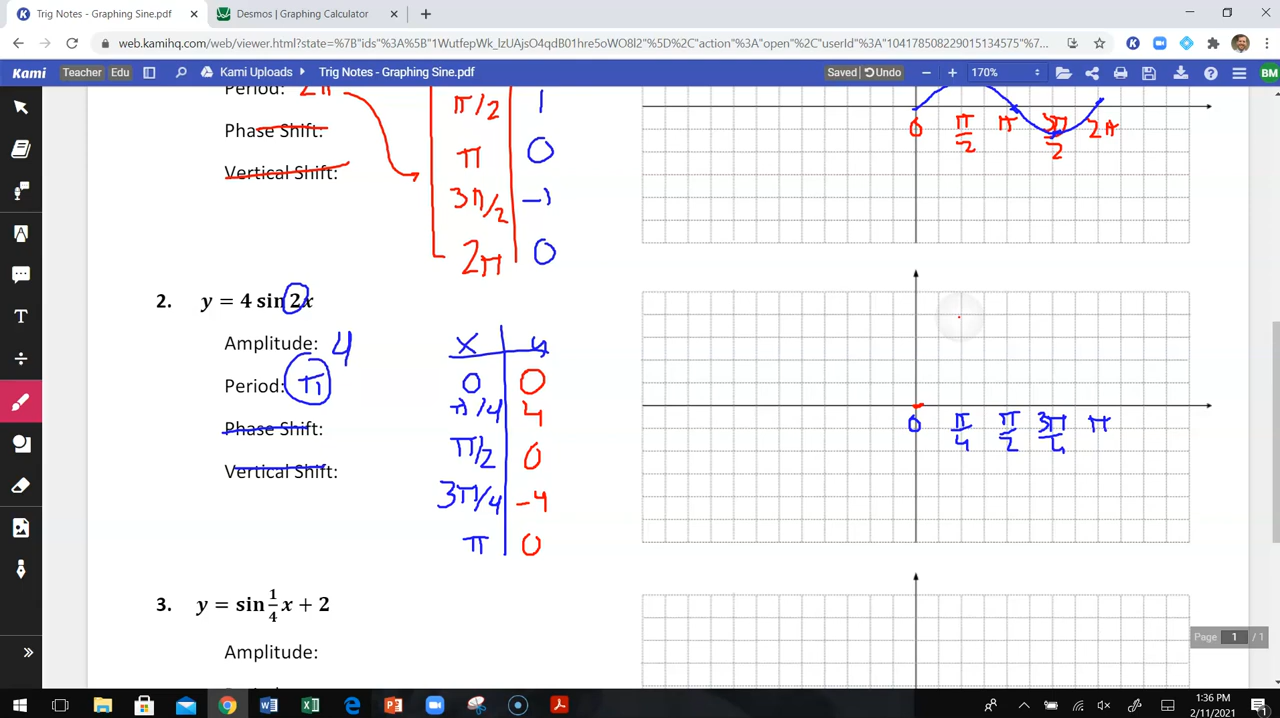 Trig Notes - Graphing Sine.pdf
Desmos | Graphing Calculator
web.kamihq.com/web/viewer.html?state=%7B"ids"%3A%5B"1WutfepWk_lzUAjsO4qdB01hre5oWO8l2"%5D%2C"action"%3A"open"%2C"userId"%3A"104178508229015134575"%7...
Kami Teacher Edu Kami Uploads Trig Notes - Graphing Sine.pdf Saved Undo 170% BM
Period: 2π
Phase Shift:
Vertical Shift:
π/2 1
π 0
3π/2 -1
2π 0
0 π/2 π 3π/2 2π
2. y = 4 sin 2x
Amplitude: 4
Period: π
Phase Shift:
Vertical Shift:
x y
0 0
π/4 4
π/2 0
3π/4 -4
π 0
0 π/4 π/2 3π/4 π
3. y = sin 1/4 x + 2
Amplitude:
Page 1 / 1
1:36 PM
2/11/2021